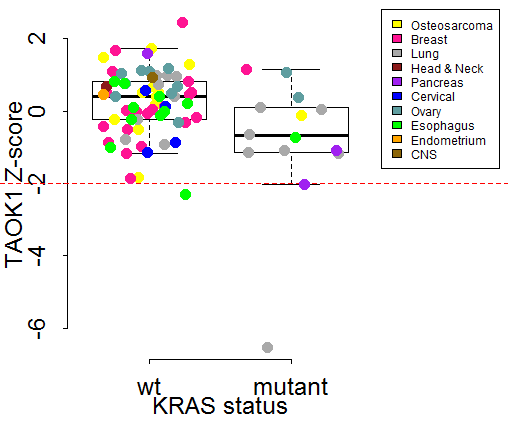 2
0
-2
-4
-6
TAOK1 Z-score
wt mutant
KRAS status
Osteosarcoma
Breast
Lung
Head & Neck
Pancreas
Cervical
Ovary
Esophagus
Endometrium
CNS